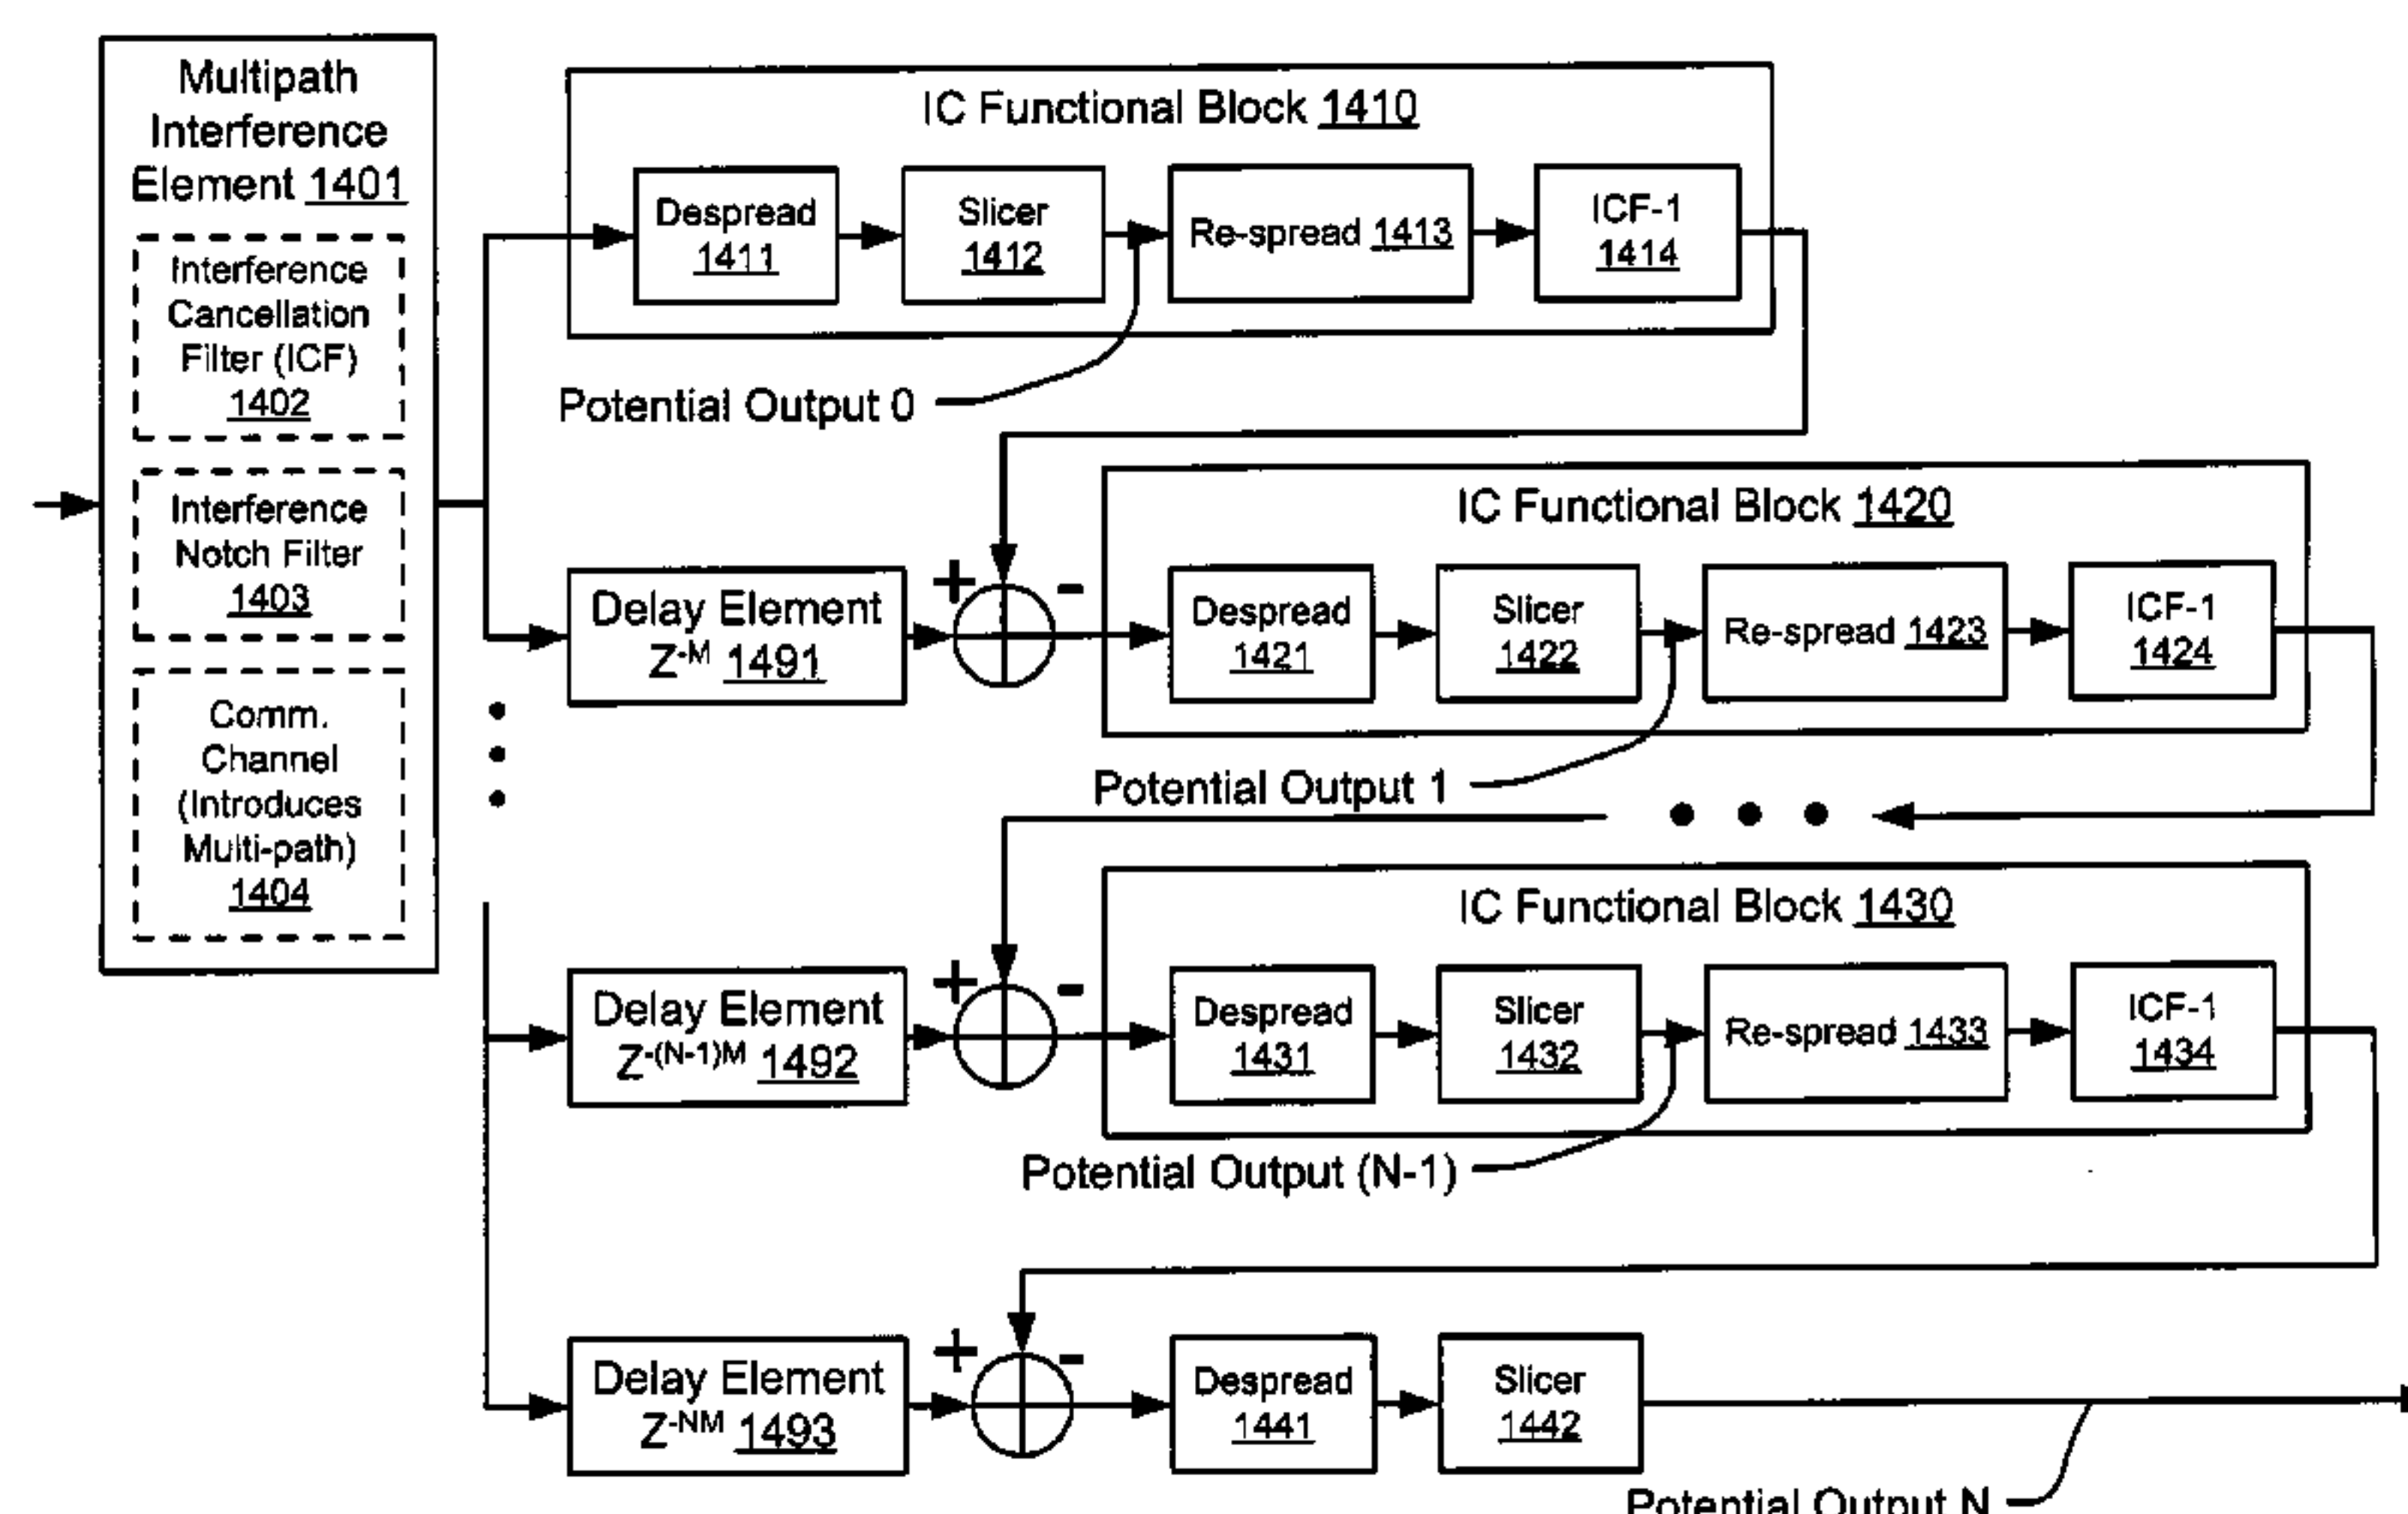 Multipath
Interference
Element 1401
Interference
Cancellation
Filter (ICF)
1402
Interference
Notch Filter
1403
Comm.
Channel
(Introduces
Multi-path)
1404
IC Functional Block 1410
Despread
1411
Slicer
1412
Re-spread 1413
ICF-1
1414
Potential Output 0
IC Functional Block 1420
Delay Element
Z-M 1491
+
-
Despread
1421
Slicer
1422
Re-spread 1423
ICF-1
1424
Potential Output 1
IC Functional Block 1430
Delay Element
Z-(N-1)M 1492
+
-
Despread
1431
Slicer
1432
Re-spread 1433
ICF-1
1434
Potential Output (N-1)
Delay Element
Z-NM 1493
+
-
Despread
1441
Slicer
1442
Potential Output N